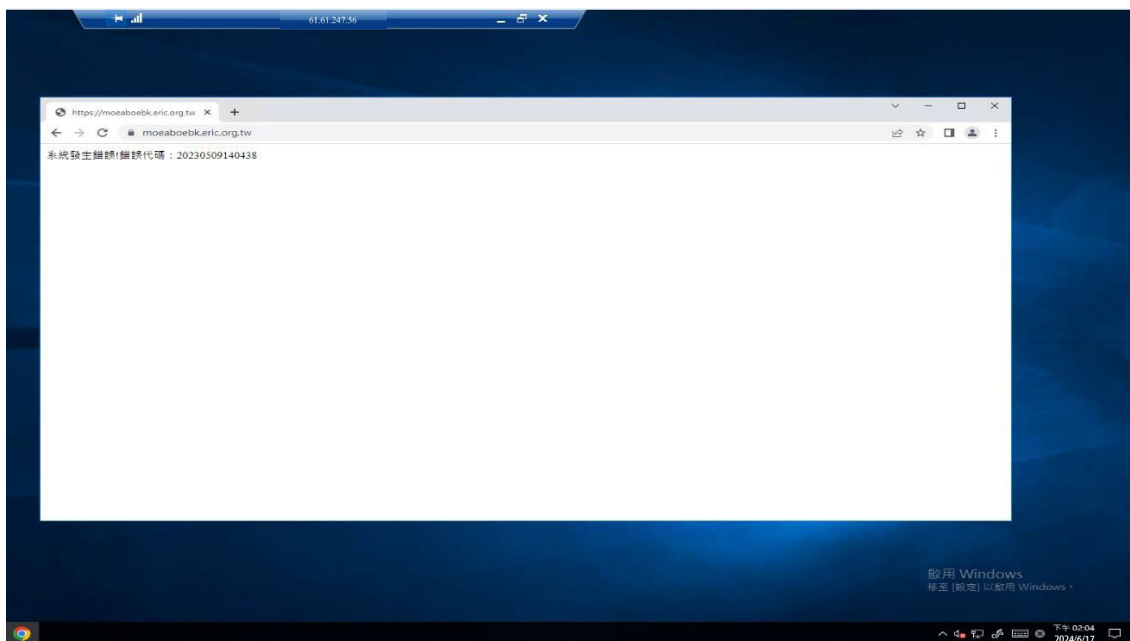 61.61.247.56
https://moeaboebk.eric.org.tw
moeaboebk.eric.org.tw
系統發生錯誤!錯誤代碼：20230509140438
啟用 Windows
移至 [設定] 以啟用 Windows。
下午 02:04
2024/6/17